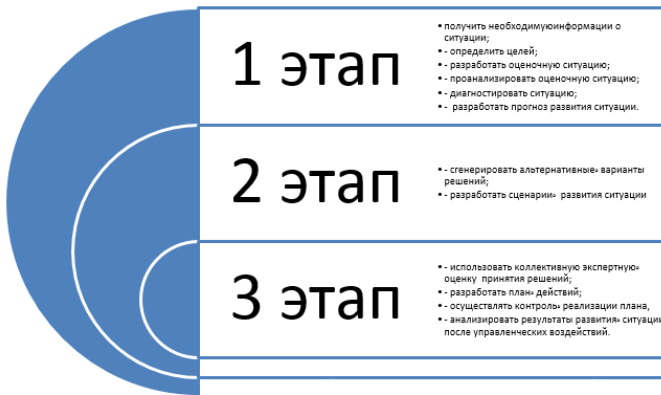 1 этап
• получить необходимуюинформации о
ситуации;
• - определить целей;
• - разработать оценочную ситуацию;
• - проанализировать оценочную ситуацию;
• - диагностировать ситуацию;
• - разработать прогноз развития ситуации.
2 этап
• - сгенерировать альтернативные» варианты
решений;
• - разработать сценарии» развития ситуации
3 этап
• - использовать коллективную экспертную»
оценку принятия решений;
• - разработать план» действий;
• - осуществлять контроль» реализации плана,
• - анализировать результаты развития» ситуации
после управленческих воздействий.